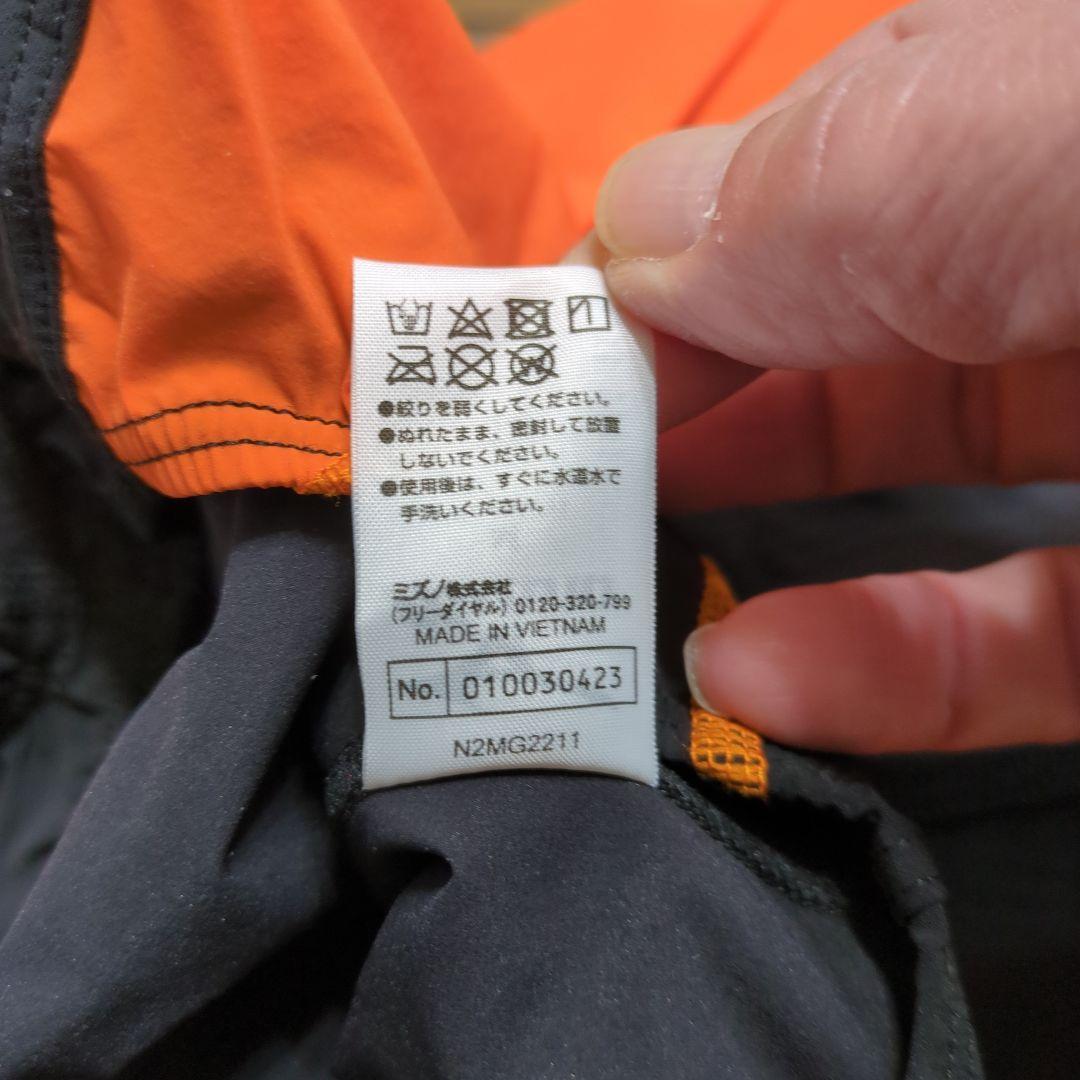 ●絞りを弱くしてください。
●ぬれたまま、密封して放置
しないでください。
●使用後は、すぐに水道水で
手洗いください。
ミズノ株式会社
(フリーダイヤル) 0120-320-799
MADE IN VIETNAM
No. 010030423
N2MG2211